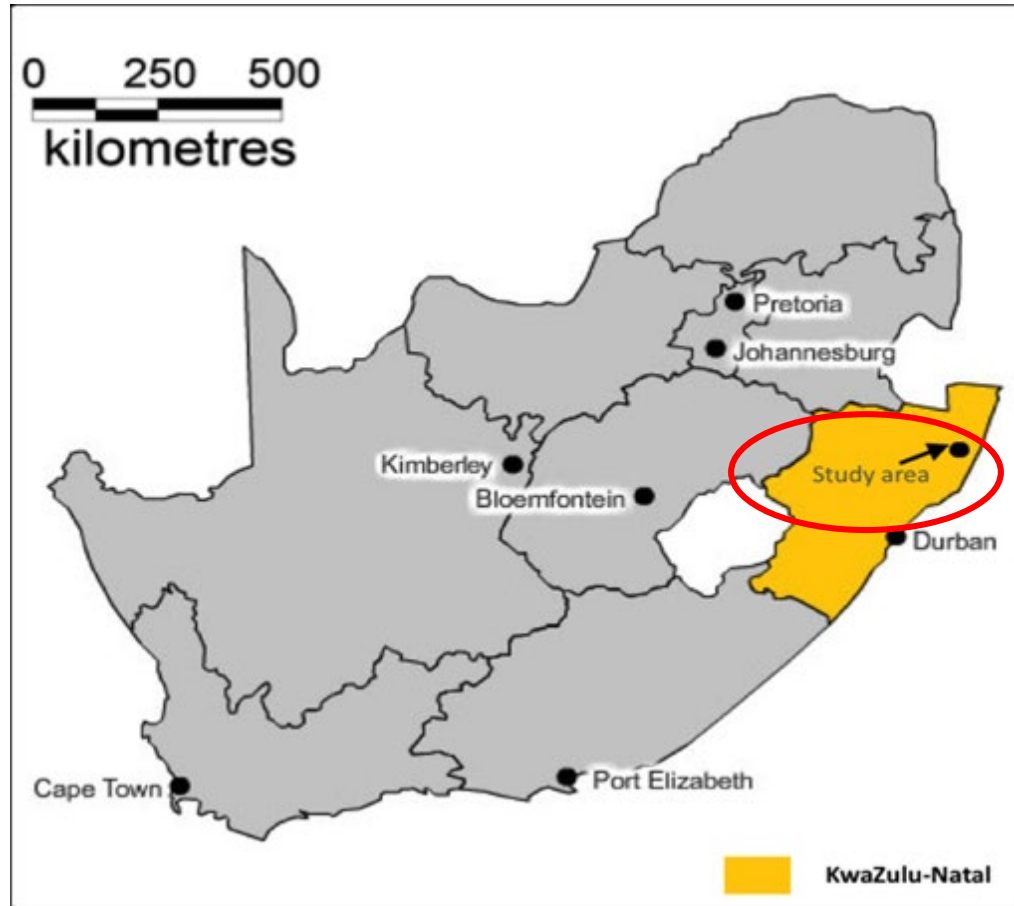 0 250 500
kilometres
Pretoria
Johannesburg
Kimberley
Study area
Bloemfontein
Durban
Cape Town
Port Elizabeth
KwaZulu-Natal